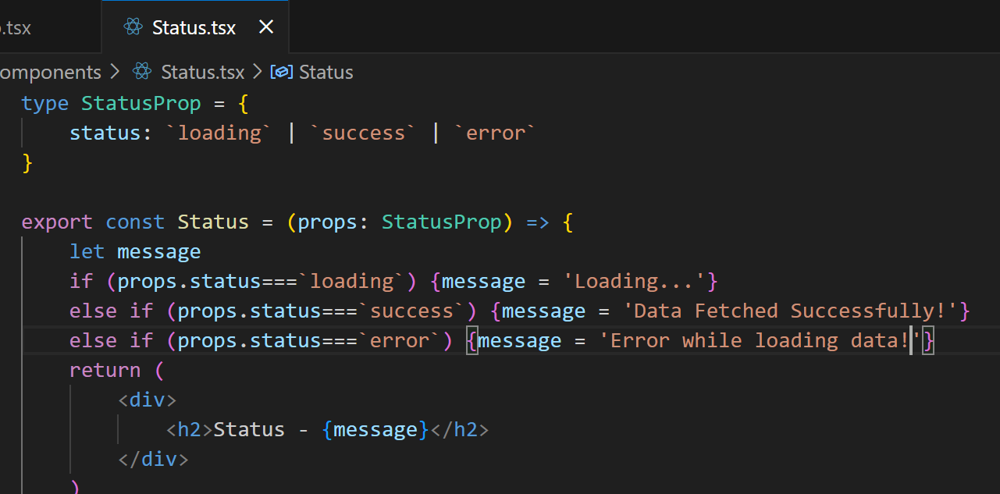 .tsx
Status.tsx
omponents > Status.tsx > Status
type StatusProp = {
    status: `loading` | `success` | `error`
}
export const Status = (props: StatusProp) => {
    let message
    if (props.status===`loading`) {message = 'Loading...'}
    else if (props.status===`success`) {message = 'Data Fetched Successfully!'}
    else if (props.status===`error`) {message = 'Error while loading data!'}
    return (
        <div>
            <h2>Status - {message}</h2>
        </div>
    )